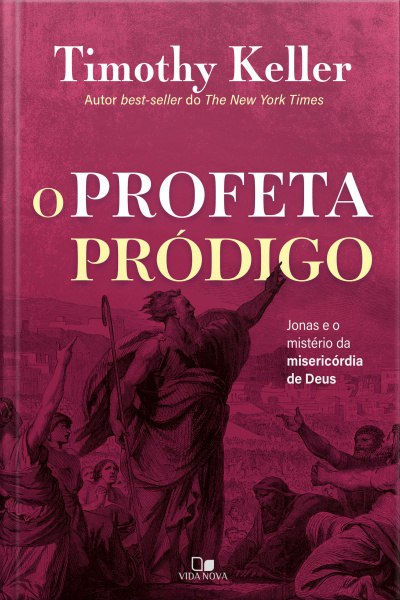 Timothy Keller
Autor best-seller do The New York Times
O PROFETA
PRÓDIGO
Jonas e o
mistério da
misericórdia
de Deus
VIDA NOVA